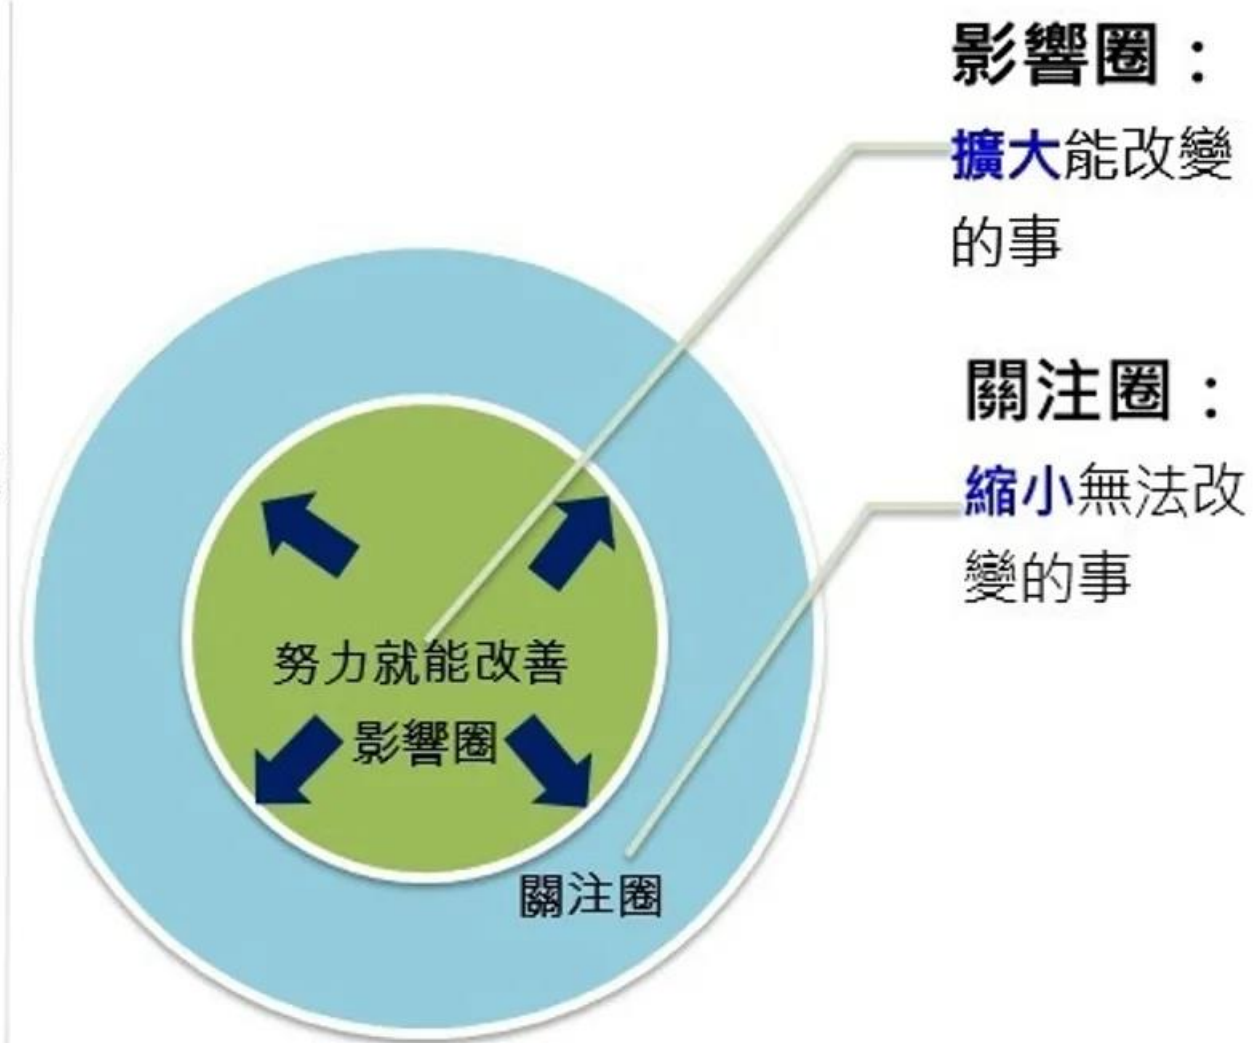 影響圈：
擴大能改變
的事
關注圈：
縮小無法改
變的事
努力就能改善
影響圈
關注圈